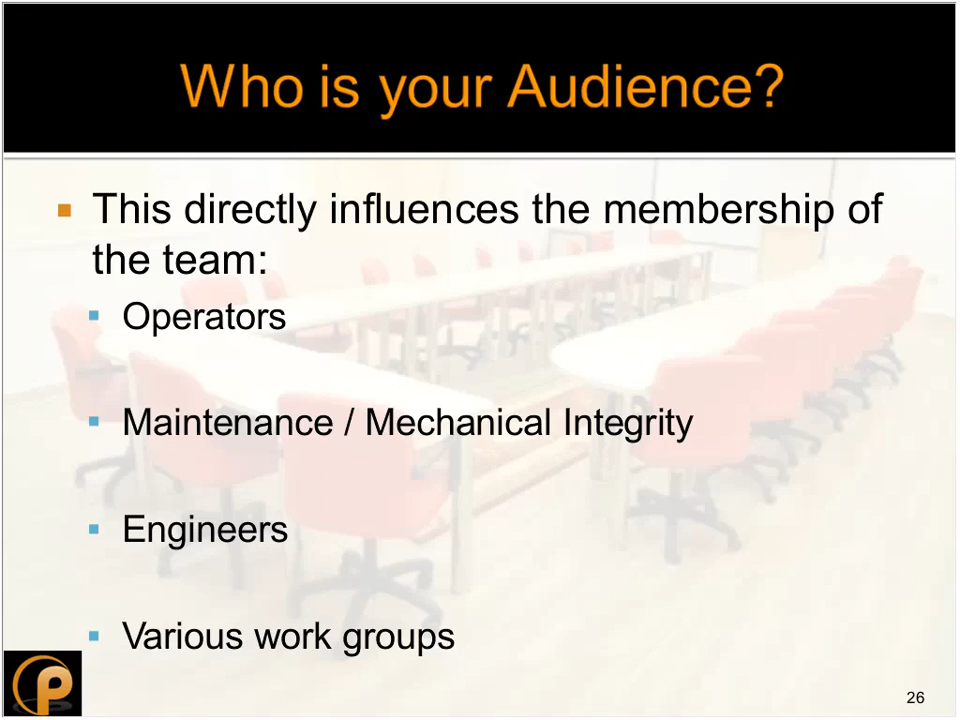 Who is your Audience?
This directly influences the membership of
the team:
Operators
Maintenance / Mechanical Integrity
Engineers
Various work groups
P
26